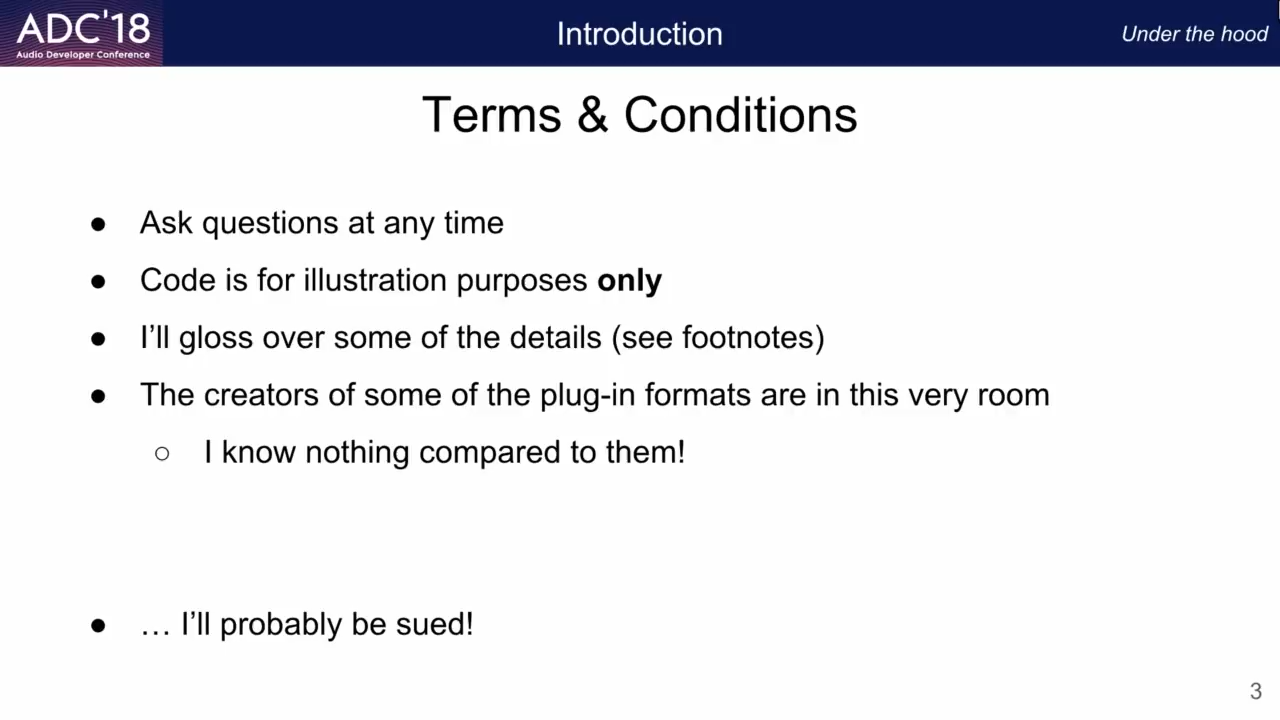 ADC'18
Audio Developer Conference
Introduction
Under the hood
Terms & Conditions
● Ask questions at any time
● Code is for illustration purposes only
● I’ll gloss over some of the details (see footnotes)
● The creators of some of the plug-in formats are in this very room
○ I know nothing compared to them!
● … I’ll probably be sued!
3